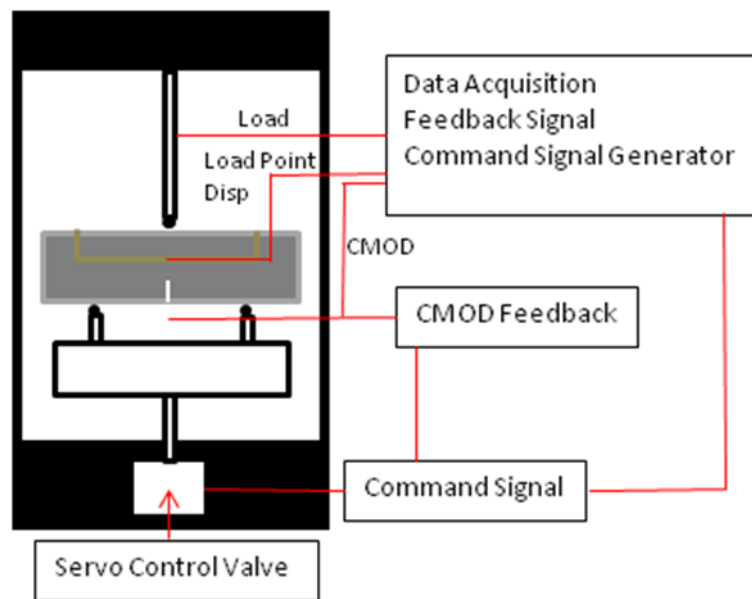 Data Acquisition
Feedback Signal
Command Signal Generator
Load
Load Point
Disp
CMOD
CMOD Feedback
Command Signal
Servo Control Valve